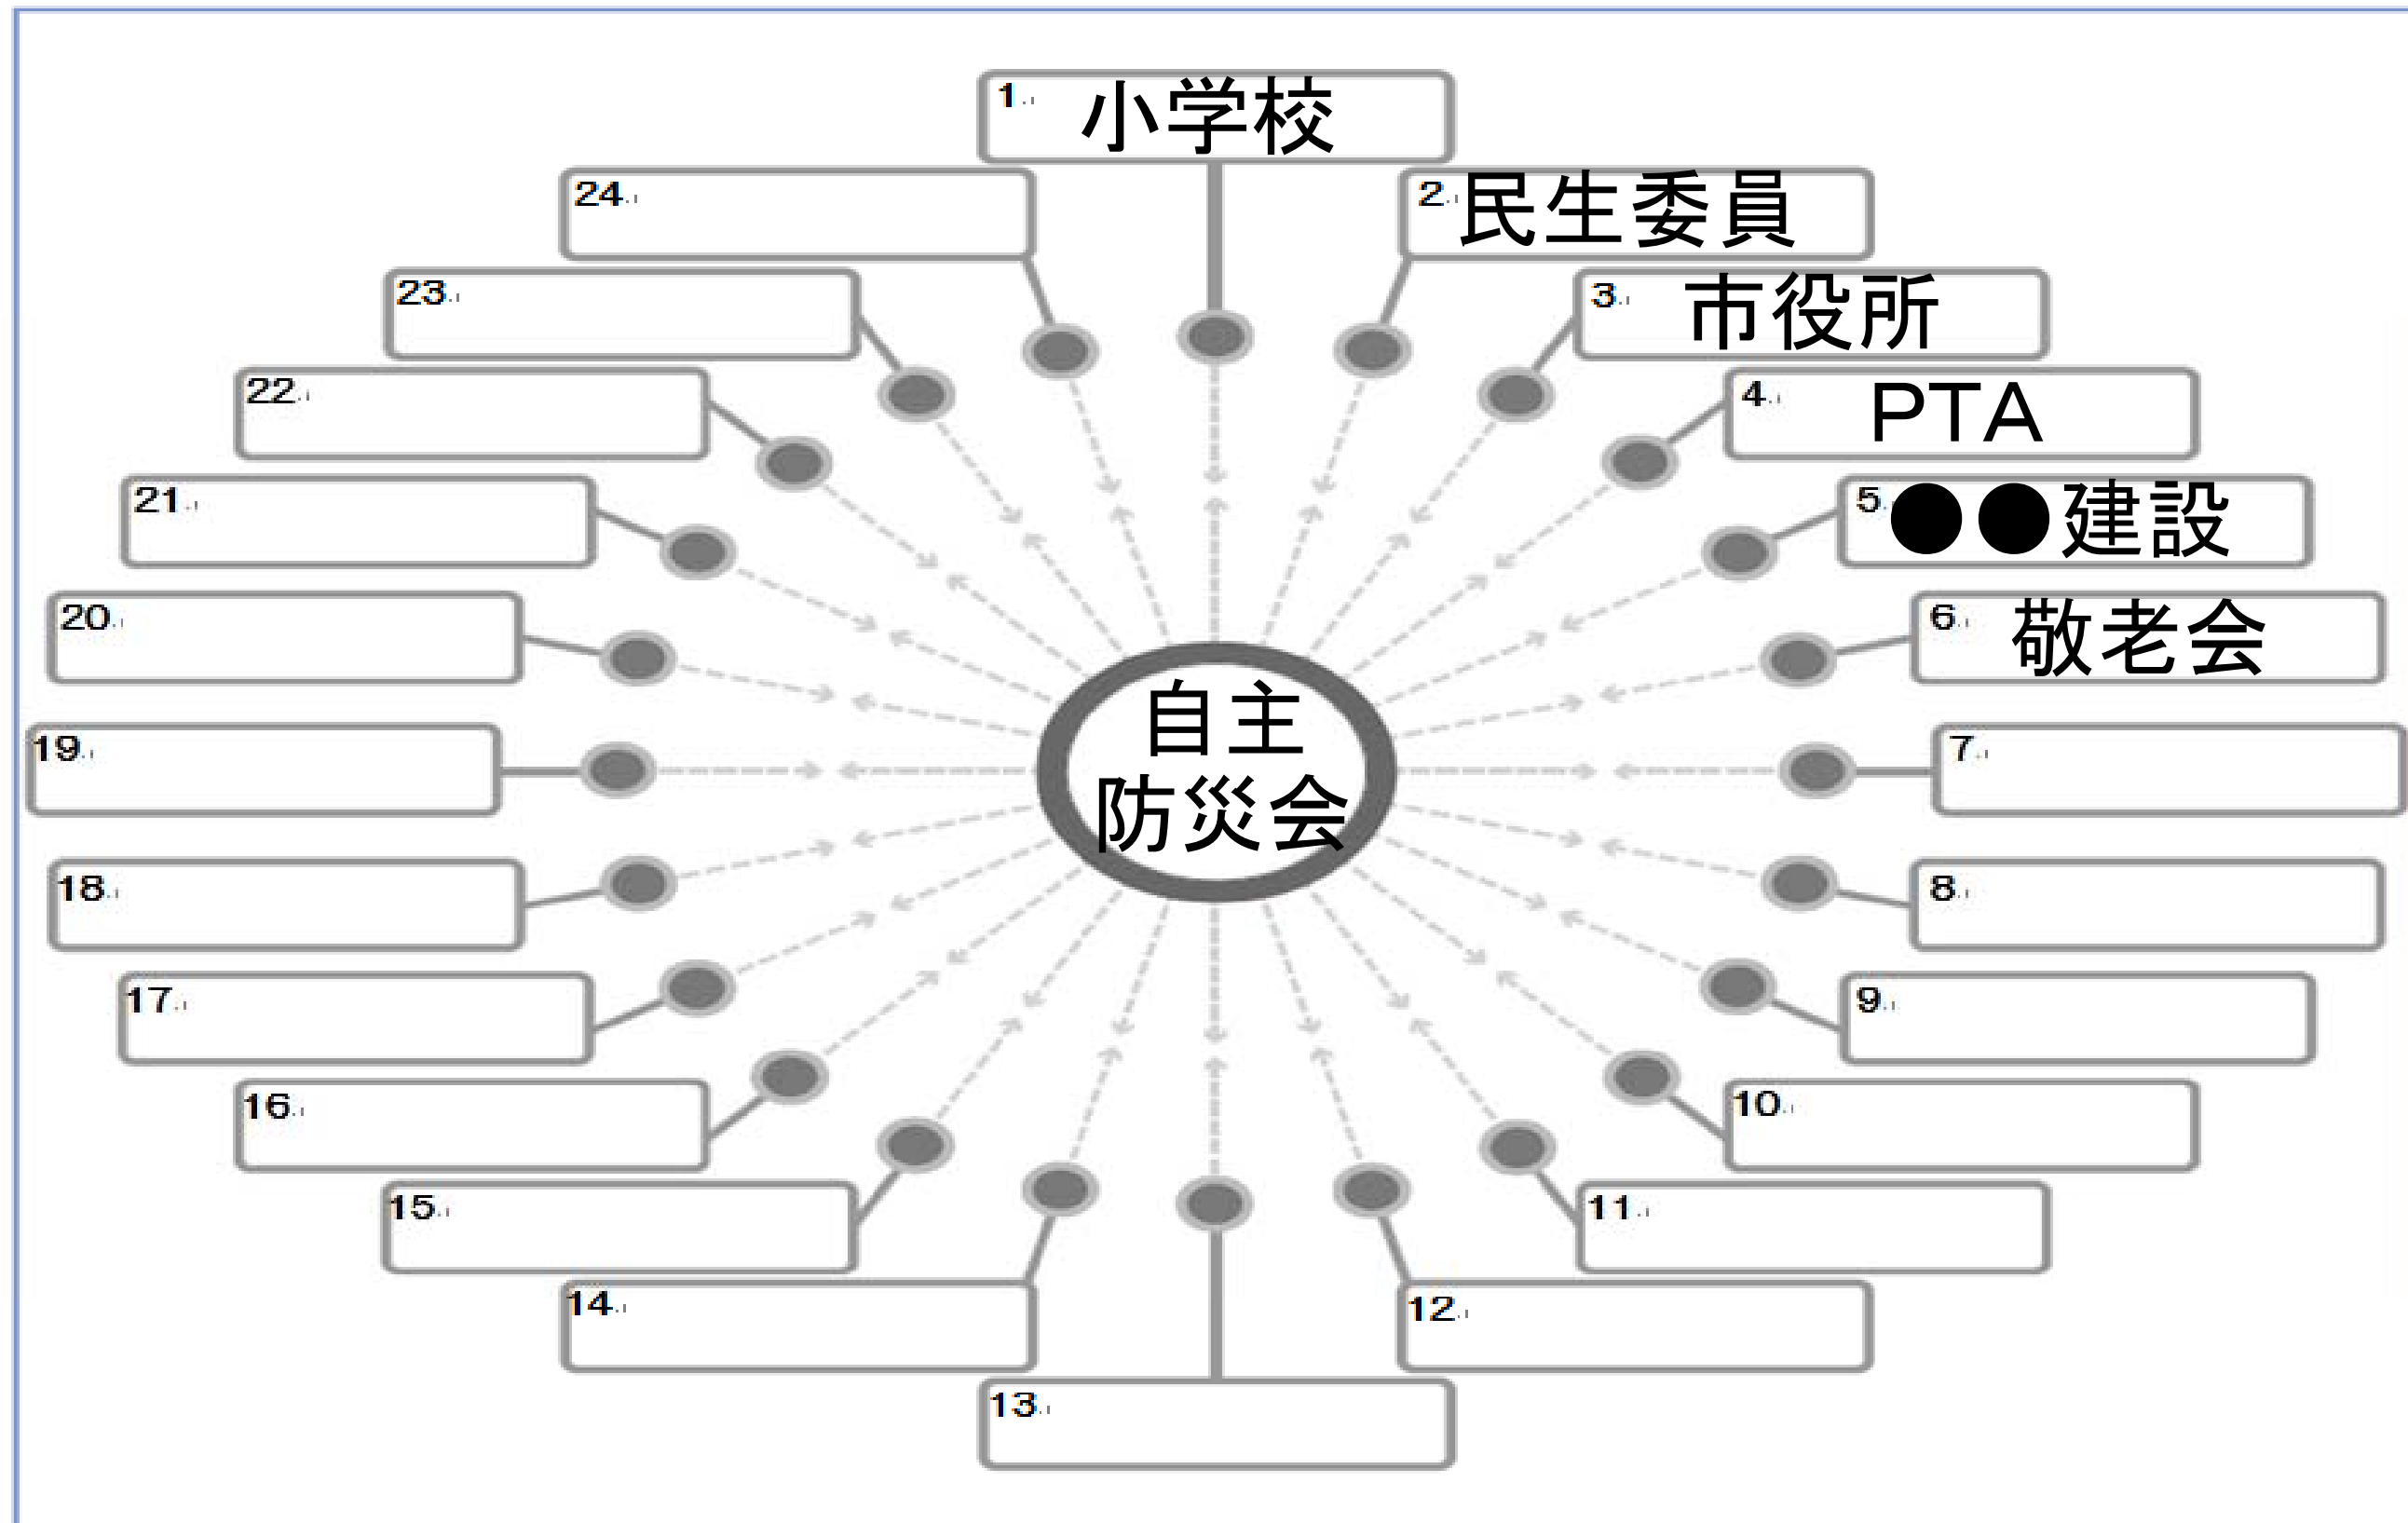 1. 小学校
2. 民生委員
3. 市役所
4. PTA
5. ●●建設
6. 敬老会
7.
8.
9.
10.
11.
12.
13.
14.
15.
16.
17.
18.
19.
20.
21.
22.
23.
24.
自主
防災会